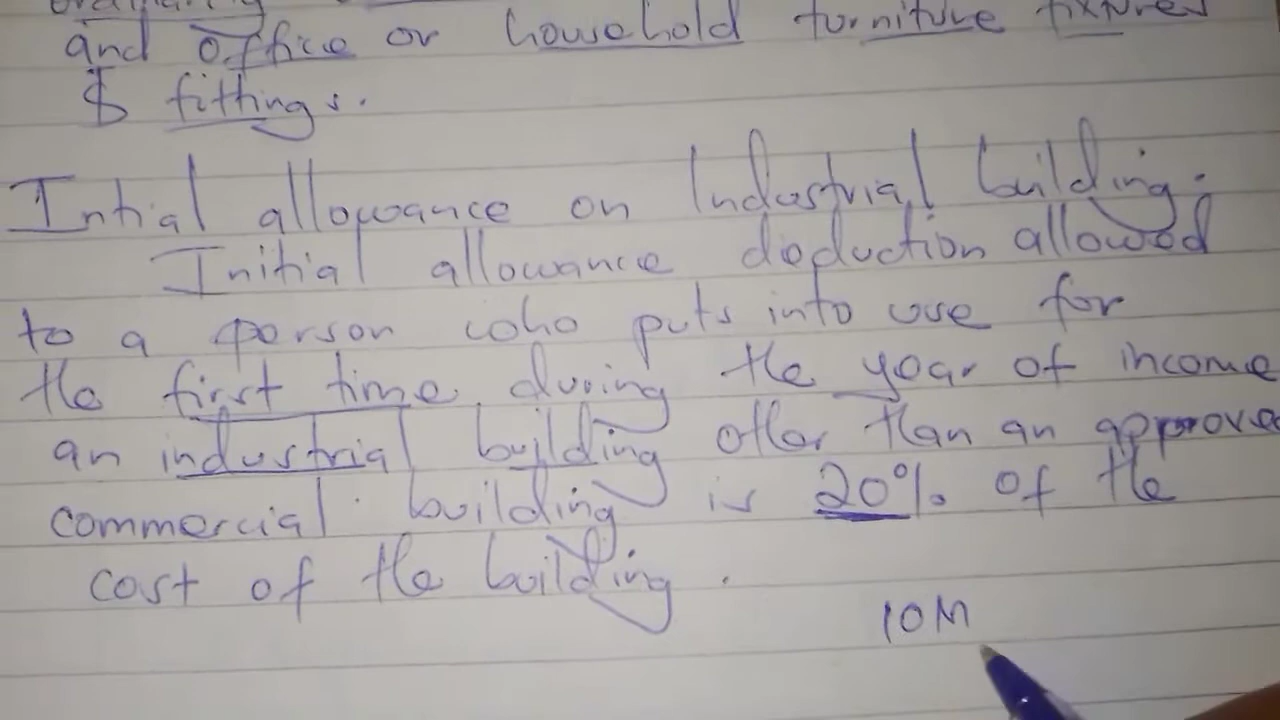 and office or household furniture fixtures
$ fittings.
Intial allowance on Industrial building.
Initial allowance deduction allowed
to a person who puts into use for
the first time during the year of income
an industrial building other than an approved
commercial building is 20% of the
cost of the building.
10M